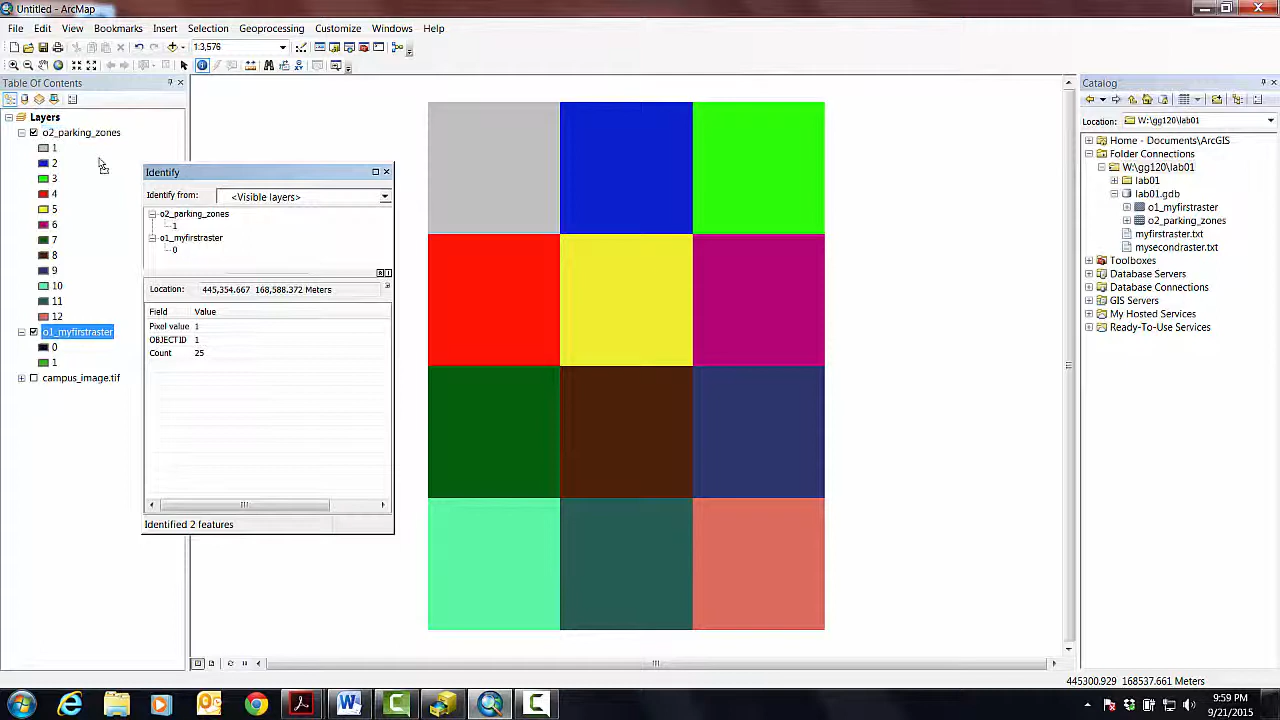 Untitled - ArcMap
File Edit View Bookmarks Insert Selection Geoprocessing Customize Windows Help
1:3,576
Table Of Contents
Layers
o2_parking_zones
1
2
3
4
5
6
7
8
9
10
11
12
o1_myfirstraster
0
1
campus_image.tif
Identify
Identify from: <Visible layers>
o2_parking_zones
1
o1_myfirstraster
0
Location: 445,354.667 168,588.372 Meters
Field Value
Pixel value 1
OBJECTID 1
Count 25
Identified 2 features
Catalog
Location: W:\gg120\lab01
Home - Documents\ArcGIS
Folder Connections
W:\gg120\lab01
lab01
lab01.gdb
o1_myfirstraster
o2_parking_zones
myfirstraster.txt
mysecondraster.txt
Toolboxes
Database Servers
Database Connections
GIS Servers
My Hosted Services
Ready-To-Use Services
445300.929 168537.661 Meters
9:59 PM
9/21/2015